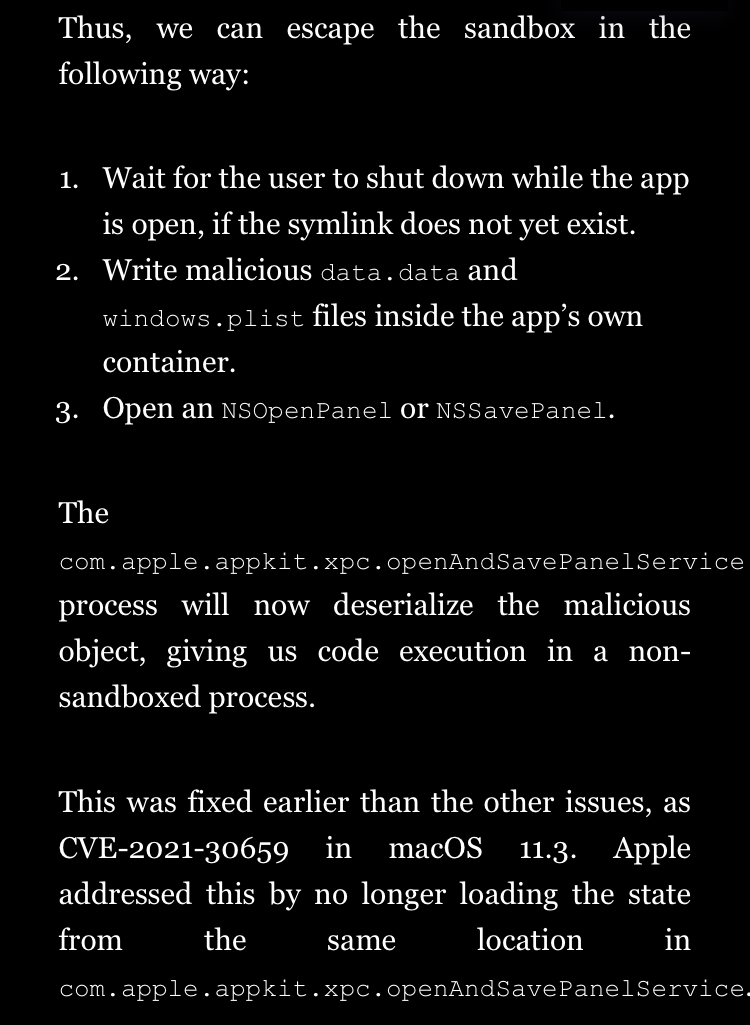 Thus, we can escape the sandbox in the
following way:
1. Wait for the user to shut down while the app
is open, if the symlink does not yet exist.
2. Write malicious data.data and
windows.plist files inside the app’s own
container.
3. Open an NSOpenPanel or NSSavePanel.
The
com.apple.appkit.xpc.openAndSavePanelService
process will now deserialize the malicious
object, giving us code execution in a non-
sandboxed process.
This was fixed earlier than the other issues, as
CVE-2021-30659 in macOS 11.3. Apple
addressed this by no longer loading the state
from the same location in
com.apple.appkit.xpc.openAndSavePanelService.